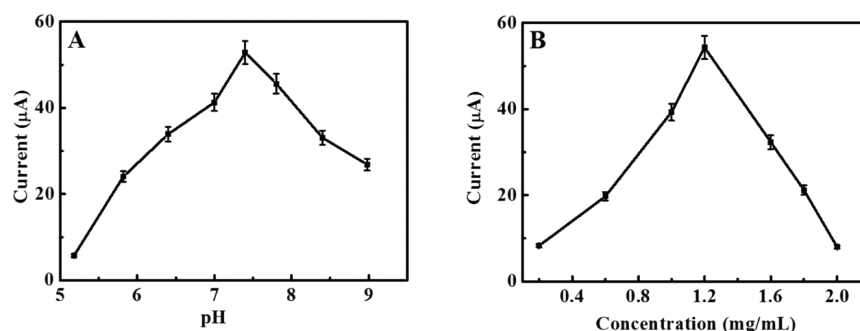 A
Current (μA)
60
40
20
0
5 6 7 8 9
pH
B
Current (μA)
60
40
20
0
0.4 0.8 1.2 1.6 2.0
Concentration (mg/mL)